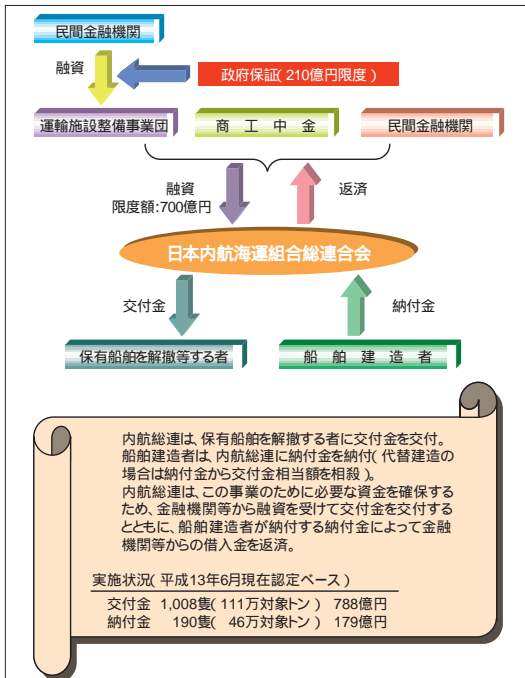 民間金融機関
融資
政府保証(210億円限度)
運輸施設整備事業団
商 工 中 金
民間金融機関
融資
限度額:700億円
返済
日本内航海運組合総連合会
交付金
納付金
保有船舶を解撤等する者
船 舶 建 造 者
内航総連は、保有船舶を解撤する者に交付金を交付。
船舶建造者は、内航総連に納付金を納付(代替建造の
場合は納付金から交付金相当額を相殺)。
内航総連は、この事業のために必要な資金を確保する
ため、金融機関等から融資を受けて交付金を交付する
とともに、船舶建造者が納付する納付金によって金融
機関等からの借入金を返済。
実施状況(平成13年6月現在認定ベース)
交付金 1,008隻(111万対象トン) 788億円
納付金 190隻( 46万対象トン) 179億円